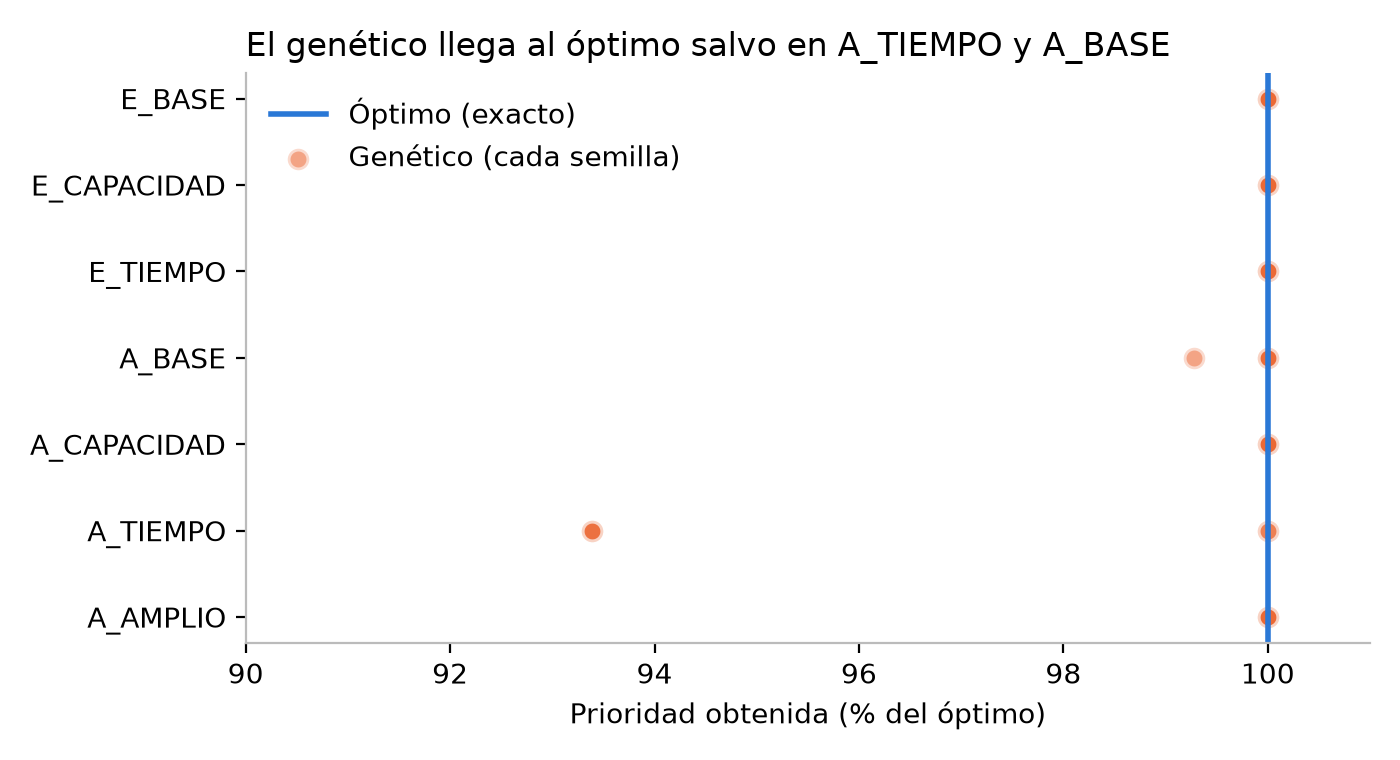 El genético llega al óptimo salvo en A_TIEMPO y A_BASE
Óptimo (exacto)
Genético (cada semilla)
E_BASE
E_CAPACIDAD
E_TIEMPO
A_BASE
A_CAPACIDAD
A_TIEMPO
A_AMPLIO
90 92 94 96 98 100
Prioridad obtenida (% del óptimo)